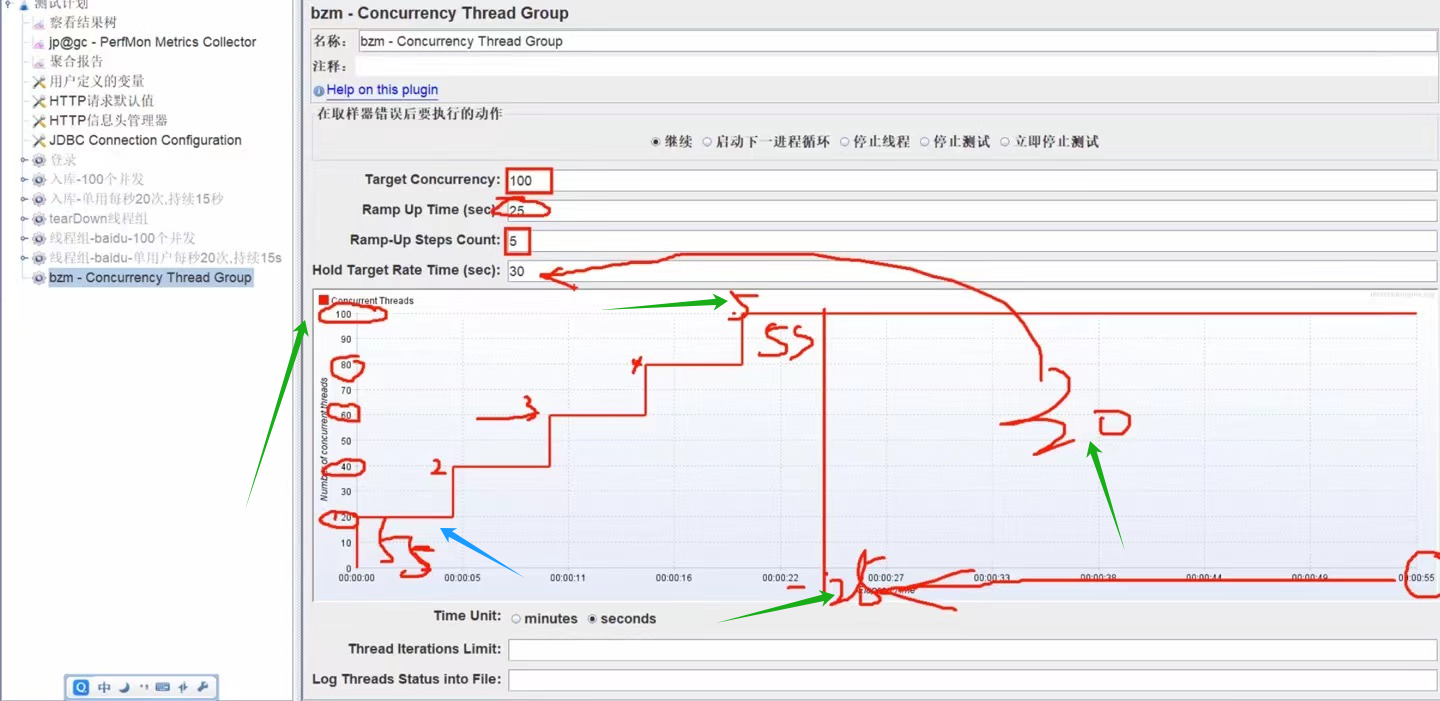 测试计划
察看结果树
jp@gc - PerfMon Metrics Collector
聚合报告
用户定义的变量
HTTP请求默认值
HTTP信息头管理器
JDBC Connection Configuration
登录
入库-100个并发
入库-单用每秒20次,持续15秒
tearDown线程组
线程组-baidu-100个并发
线程组-baidu-单用户每秒20次,持续15s
bzm - Concurrency Thread Group
中
bzm - Concurrency Thread Group
名称: bzm - Concurrency Thread Group
注释:
Help on this plugin
在取样器错误后要执行的动作
继续 启动下一进程循环 停止线程 停止测试 立即停止测试
Target Concurrency: 100
Ramp Up Time (sec 25
Ramp-Up Steps Count: 5
Hold Target Rate Time (sec): 30
Concurrent Threads
Number of concurrent threads
100
90
80
70
60
50
40
30
20
10
0
5
5S
4
3
2
5S
30
25
00:00:00 00:00:05 00:00:11 00:00:16 00:00:22 00:00:27 00:00:33 00:00:38 00:00:44 00:00:49 00:00:55
Elapsed time
Time Unit: minutes seconds
Thread Iterations Limit:
Log Threads Status into File: